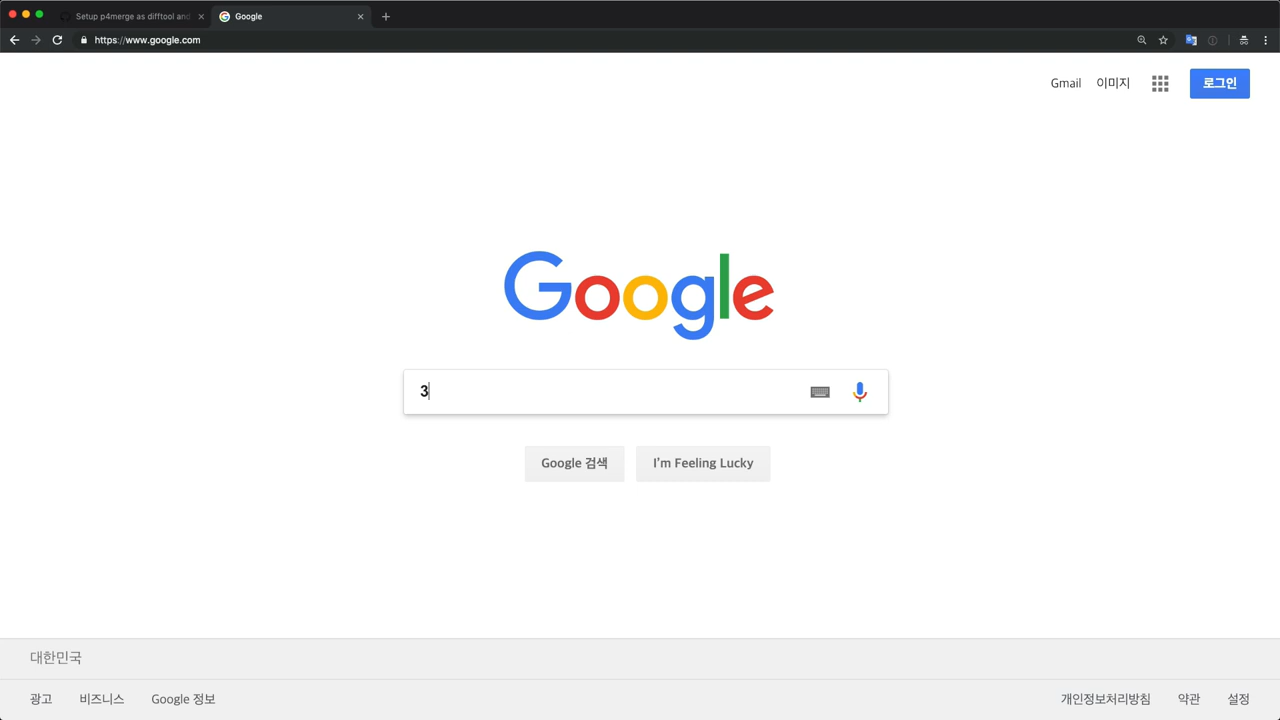 Setup p4merge as difftool and
Google
https://www.google.com
Gmail 이미지 로그인
Google
3
Google 검색 I'm Feeling Lucky
대한민국
광고 비즈니스 Google 정보 개인정보처리방침 약관 설정